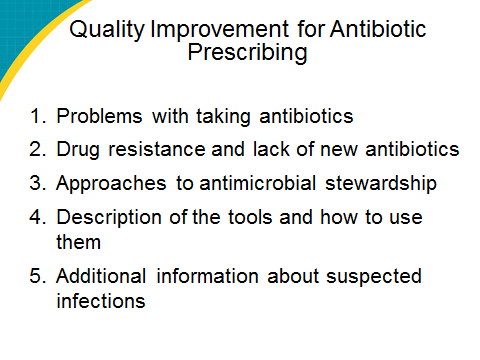 Quality Improvement for Antibiotic
Prescribing
1. Problems with taking antibiotics
2. Drug resistance and lack of new antibiotics
3. Approaches to antimicrobial stewardship
4. Description of the tools and how to use
them
5. Additional information about suspected
infections